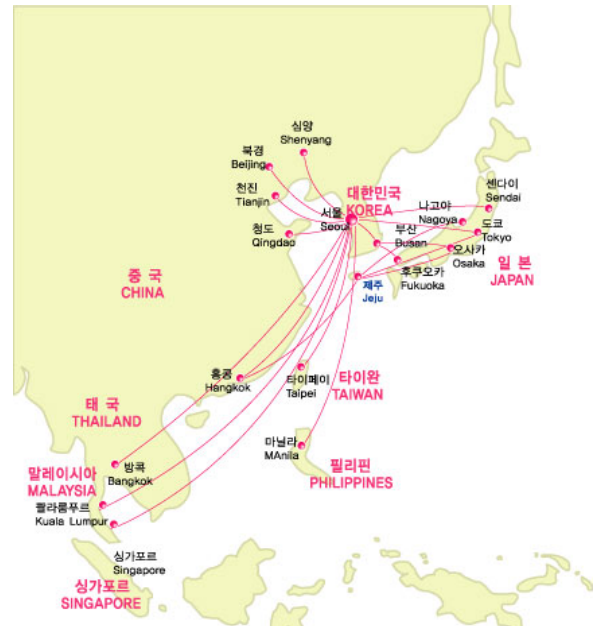 심양
Shenyang
북경
Beijing
천진
Tianjin
청도
Qingdao
대한민국
KOREA
서울
Seoul
나고야
Nagoya
센다이
Sendai
부산
Busan
도쿄
Tokyo
오사카
Osaka
후쿠오카
Fukuoka
일 본
JAPAN
제주
Jeju
중 국
CHINA
홍콩
Hangkok
타이페이
Taipei
타이완
TAIWAN
태 국
THAILAND
방콕
Bangkok
마닐라
MAnila
필리핀
PHILIPPINES
말레이시아
MALAYSIA
콸라룸푸르
Kuala Lumpur
싱가포르
Singapore
싱가포르
SINGAPORE